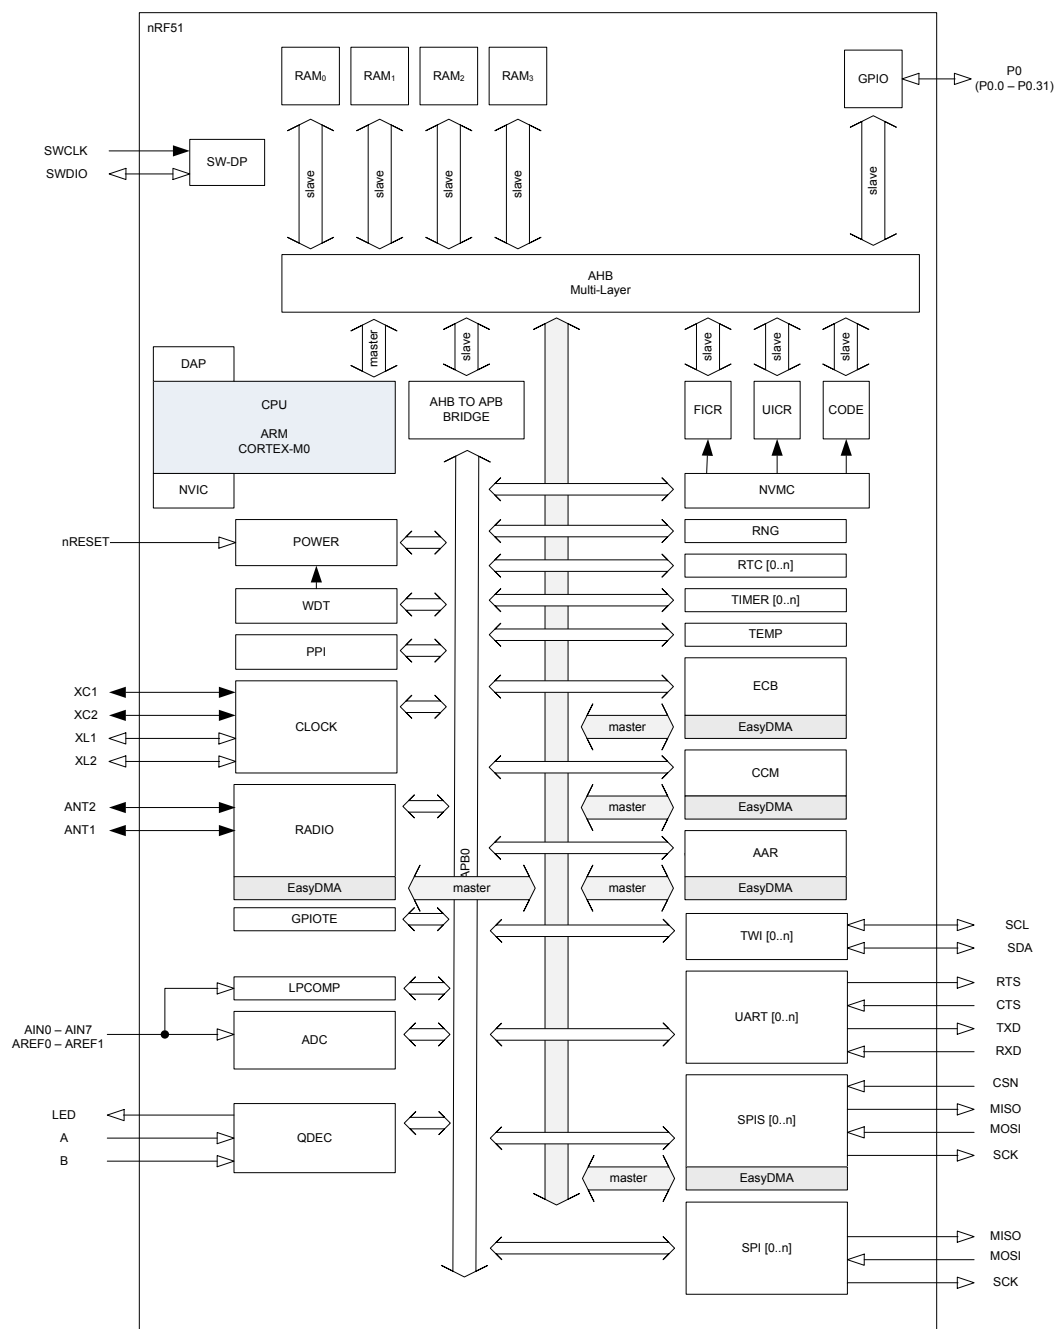 nRF51
RAM0
RAM1
RAM2
RAM3
GPIO
P0
(P0.0 – P0.31)
SWCLK
SWDIO
SW-DP
slave
slave
slave
slave
slave
AHB
Multi-Layer
master
slave
slave
slave
slave
DAP
CPU
ARM
CORTEX-M0
NVIC
AHB TO APB
BRIDGE
FICR
UICR
CODE
NVMC
nRESET
POWER
RNG
RTC [0..n]
WDT
TIMER [0..n]
PPI
TEMP
XC1
XC2
XL1
XL2
CLOCK
ECB
master
EasyDMA
CCM
master
EasyDMA
ANT2
ANT1
RADIO
EasyDMA
APB0
master
AAR
master
EasyDMA
GPIOTE
TWI [0..n]
SCL
SDA
LPCOMP
AIN0 – AIN7
AREF0 – AREF1
ADC
UART [0..n]
RTS
CTS
TXD
RXD
LED
A
B
QDEC
SPIS [0..n]
CSN
MISO
MOSI
SCK
master
EasyDMA
SPI [0..n]
MISO
MOSI
SCK